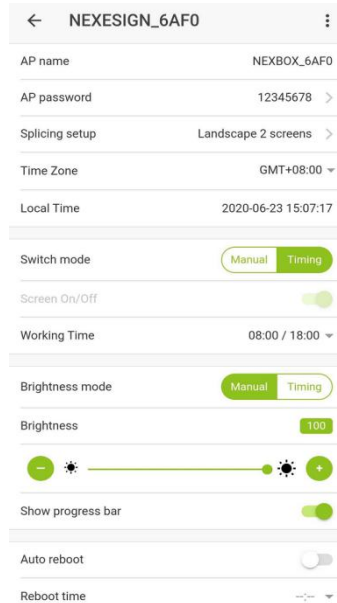 NEXESIGN_6AF0
AP name NEXBOX_6AF0
AP password 12345678
Splicing setup Landscape 2 screens
Time Zone GMT+08:00
Local Time 2020-06-23 15:07:17
Switch mode Manual Timing
Screen On/Off
Working Time 08:00 / 18:00
Brightness mode Manual Timing
Brightness 100
Show progress bar
Auto reboot
Reboot time --:--